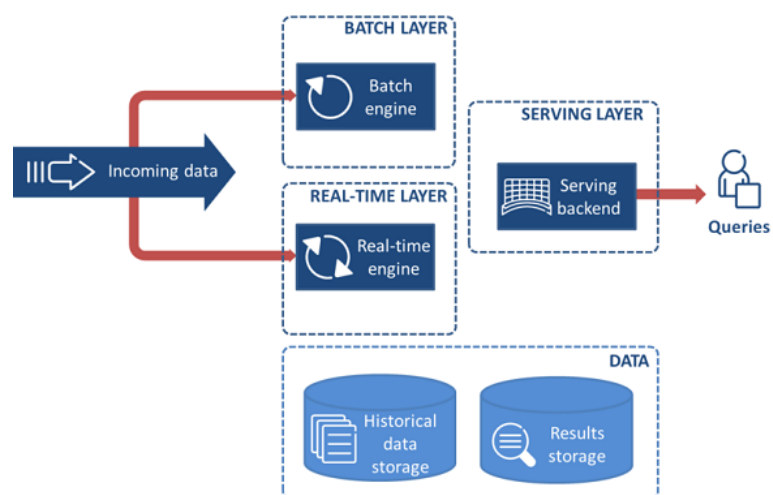 BATCH LAYER
Batch
engine
Incoming data
REAL-TIME LAYER
Real-time
engine
SERVING LAYER
Serving
backend
Queries
DATA
Historical
data
storage
Results
storage